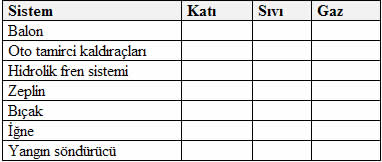 Sistem Katı Sıvı Gaz
Balon
Oto tamirci kaldıraçları
Hidrolik fren sistemi
Zeplin
Bıçak
İğne
Yangın söndürücü